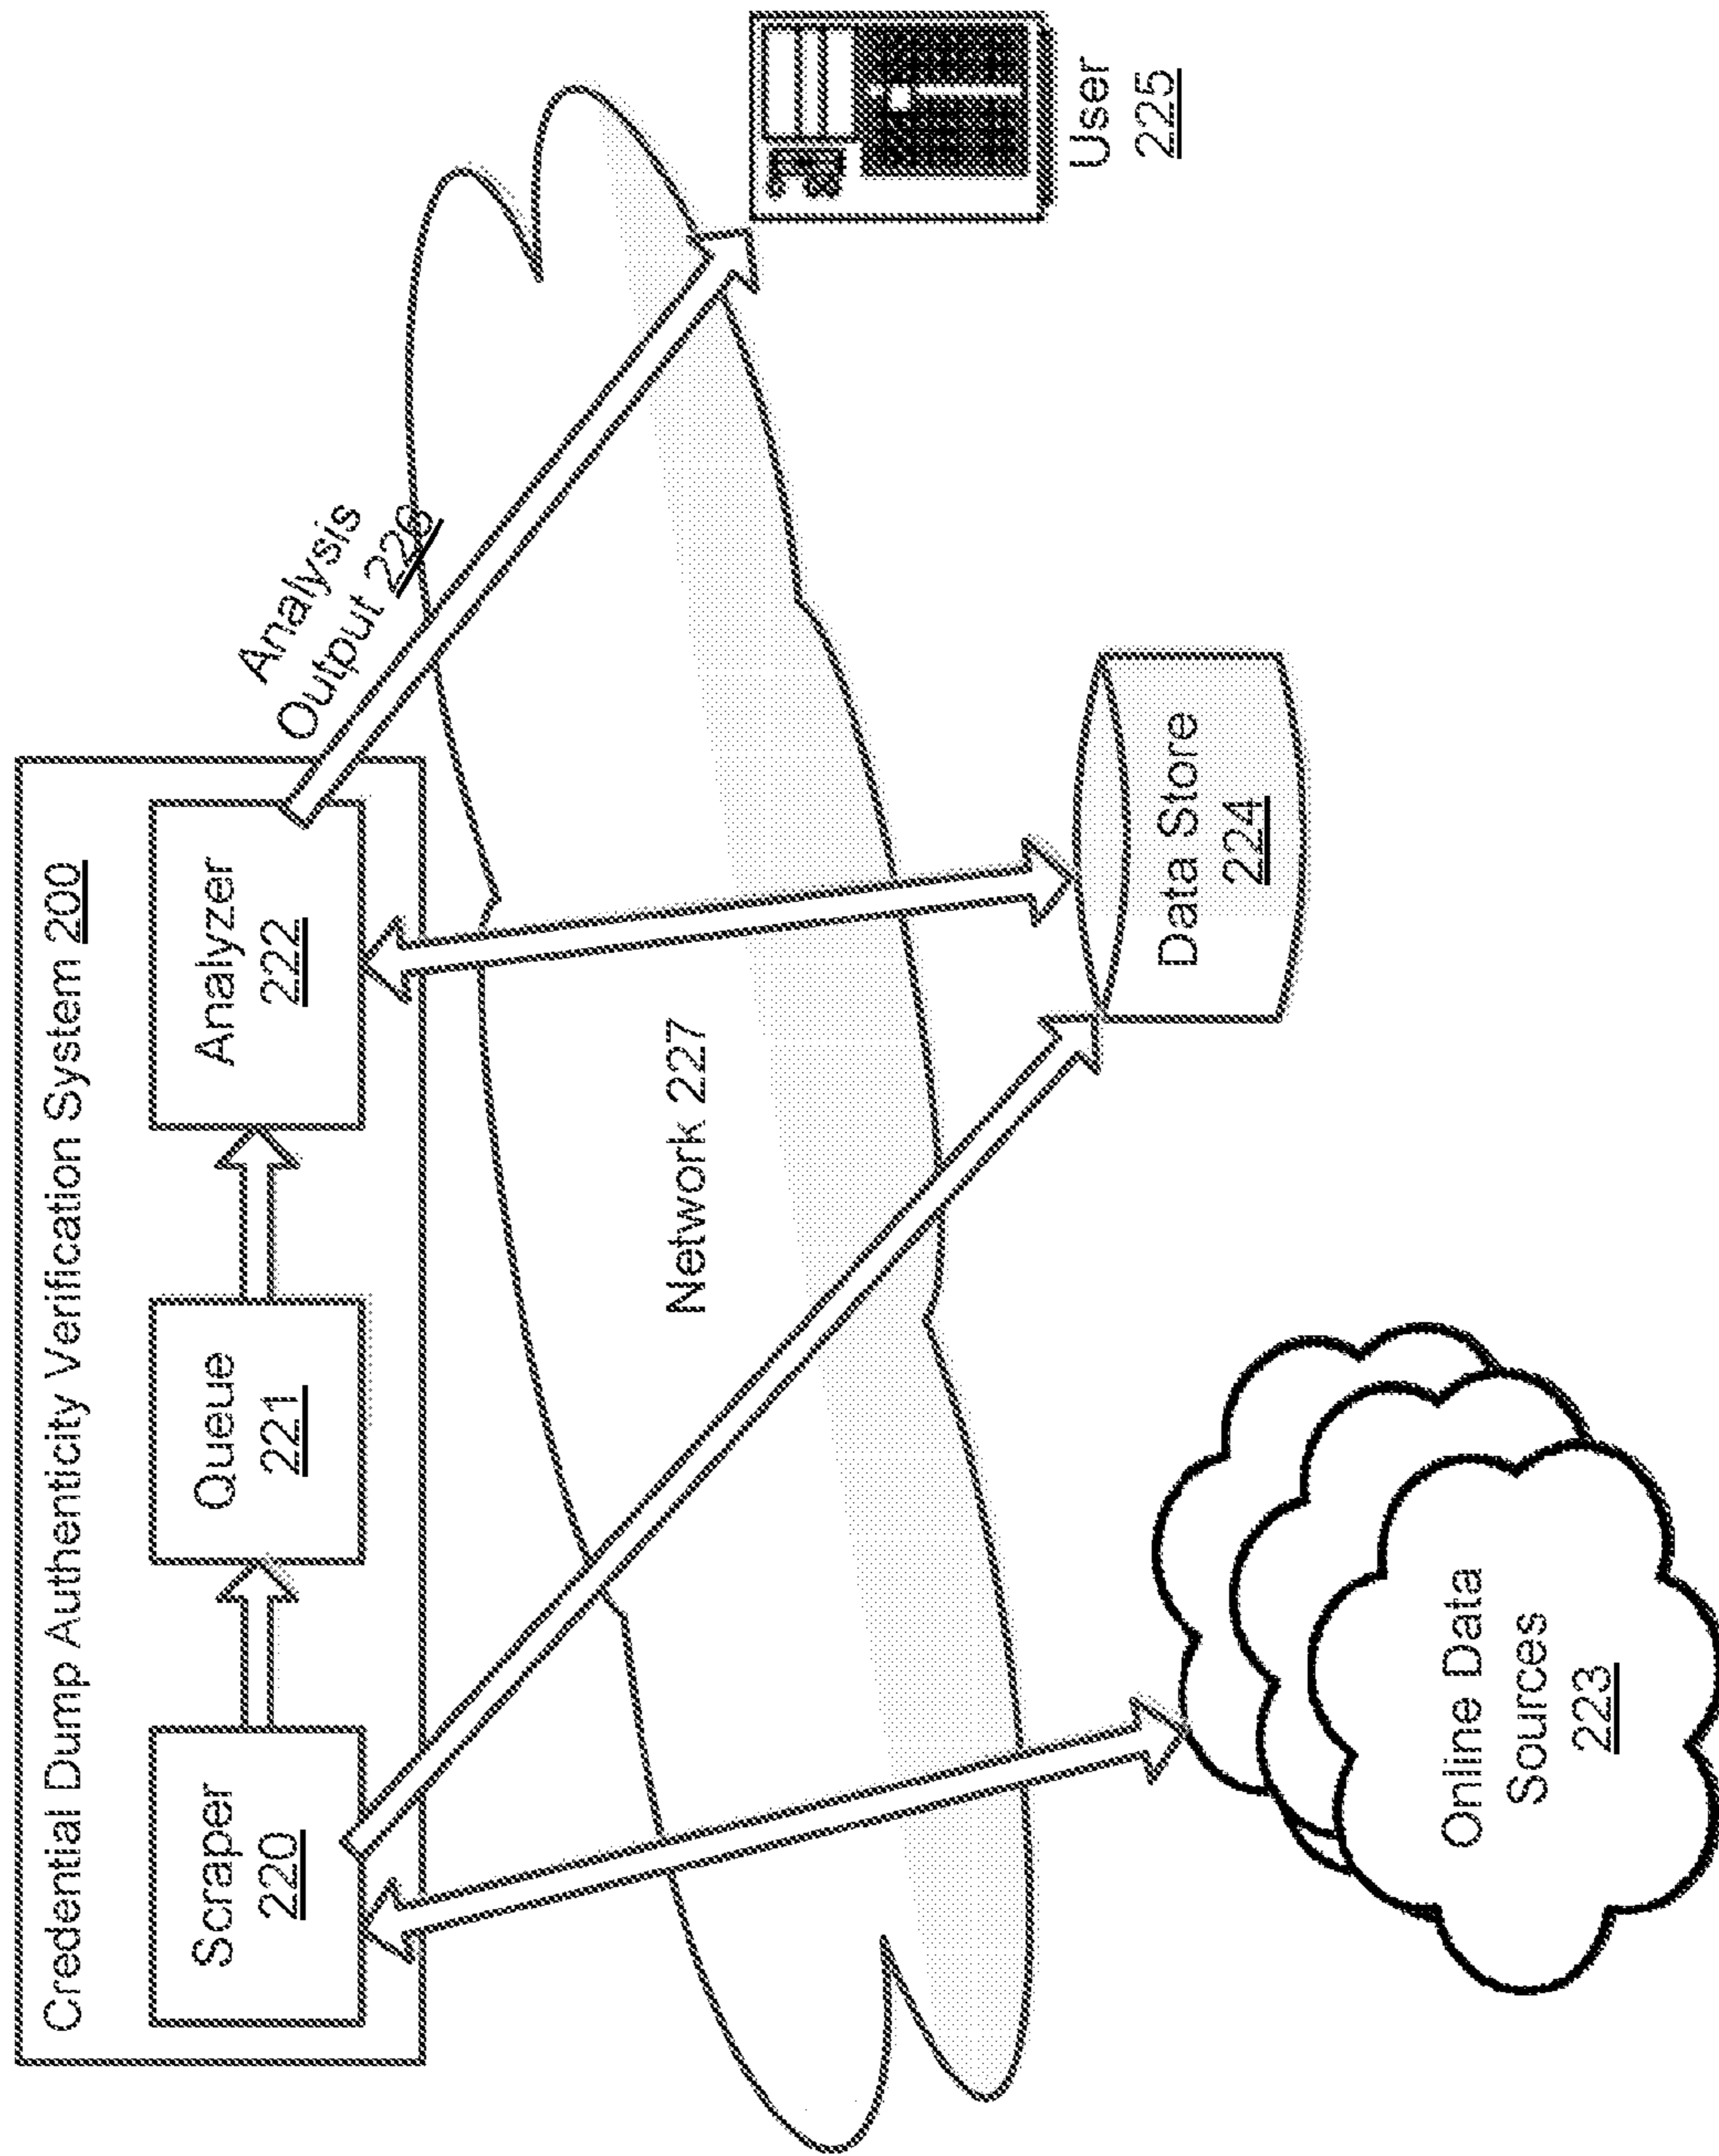 Credential Dump Authenticity Verification System 200
Scraper
220
Queue
221
Analyzer
222
Analysis
Output 226
Network 227
User
225
Data Store
224
Online Data
Sources
223